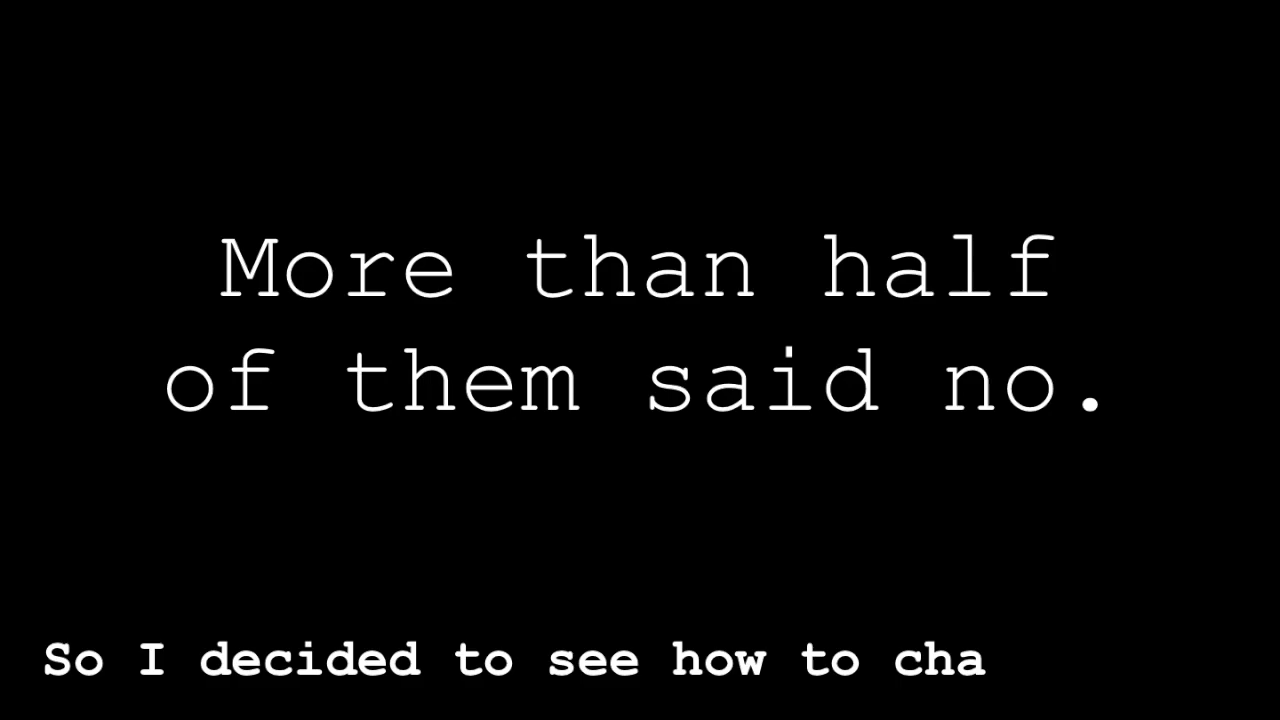 More than half
of them said no.
So I decided to see how to cha